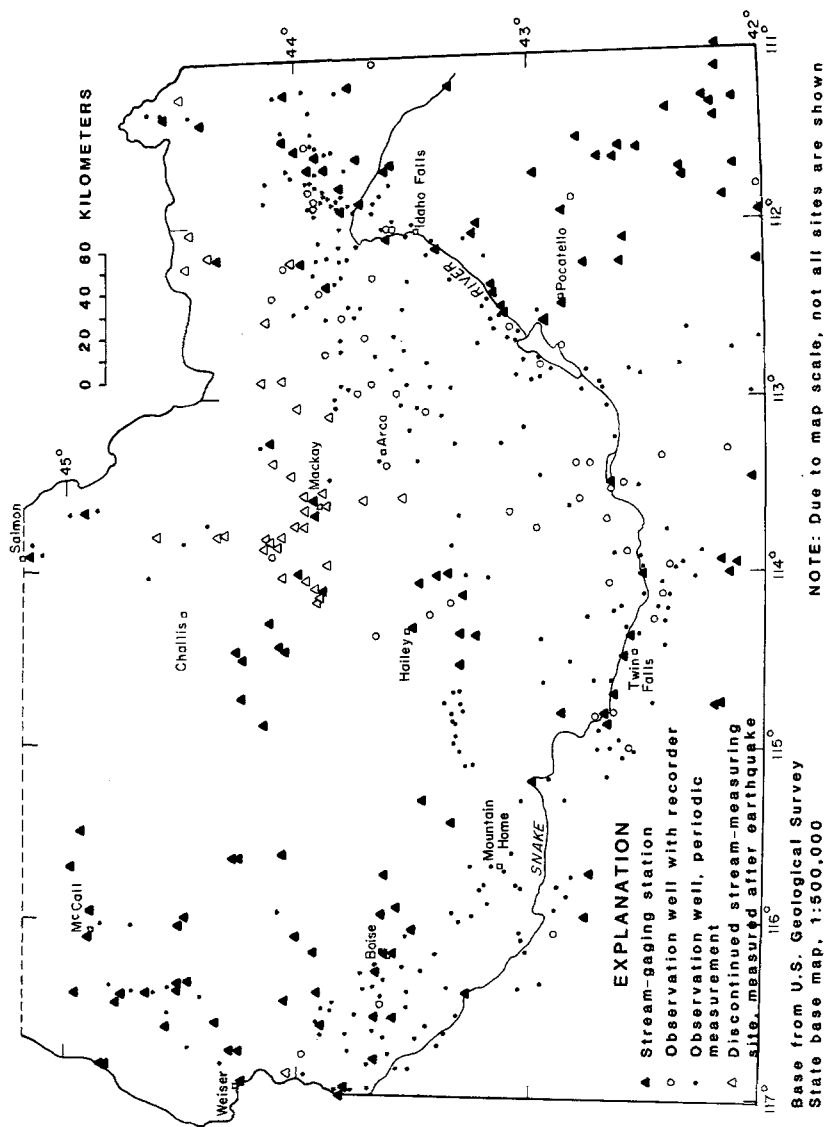 0 20 40 60 KILOMETERS
Salmon
45°
44°
43°
42°
McCall
Challis
Mackay
Arco
Idaho Falls
Weiser
Boise
Hailey
RIVER
Pocatello
Mountain
Home
SNAKE
Twin
Falls
117°
116°
115°
114°
113°
112°
111°
EXPLANATION
Stream-gaging station
Observation well with recorder
Observation well, periodic
measurement
Discontinued stream-measuring
site, measured after earthquake
Base from U.S. Geological Survey
State base map, 1:500,000
NOTE: Due to map scale, not all sites are shown